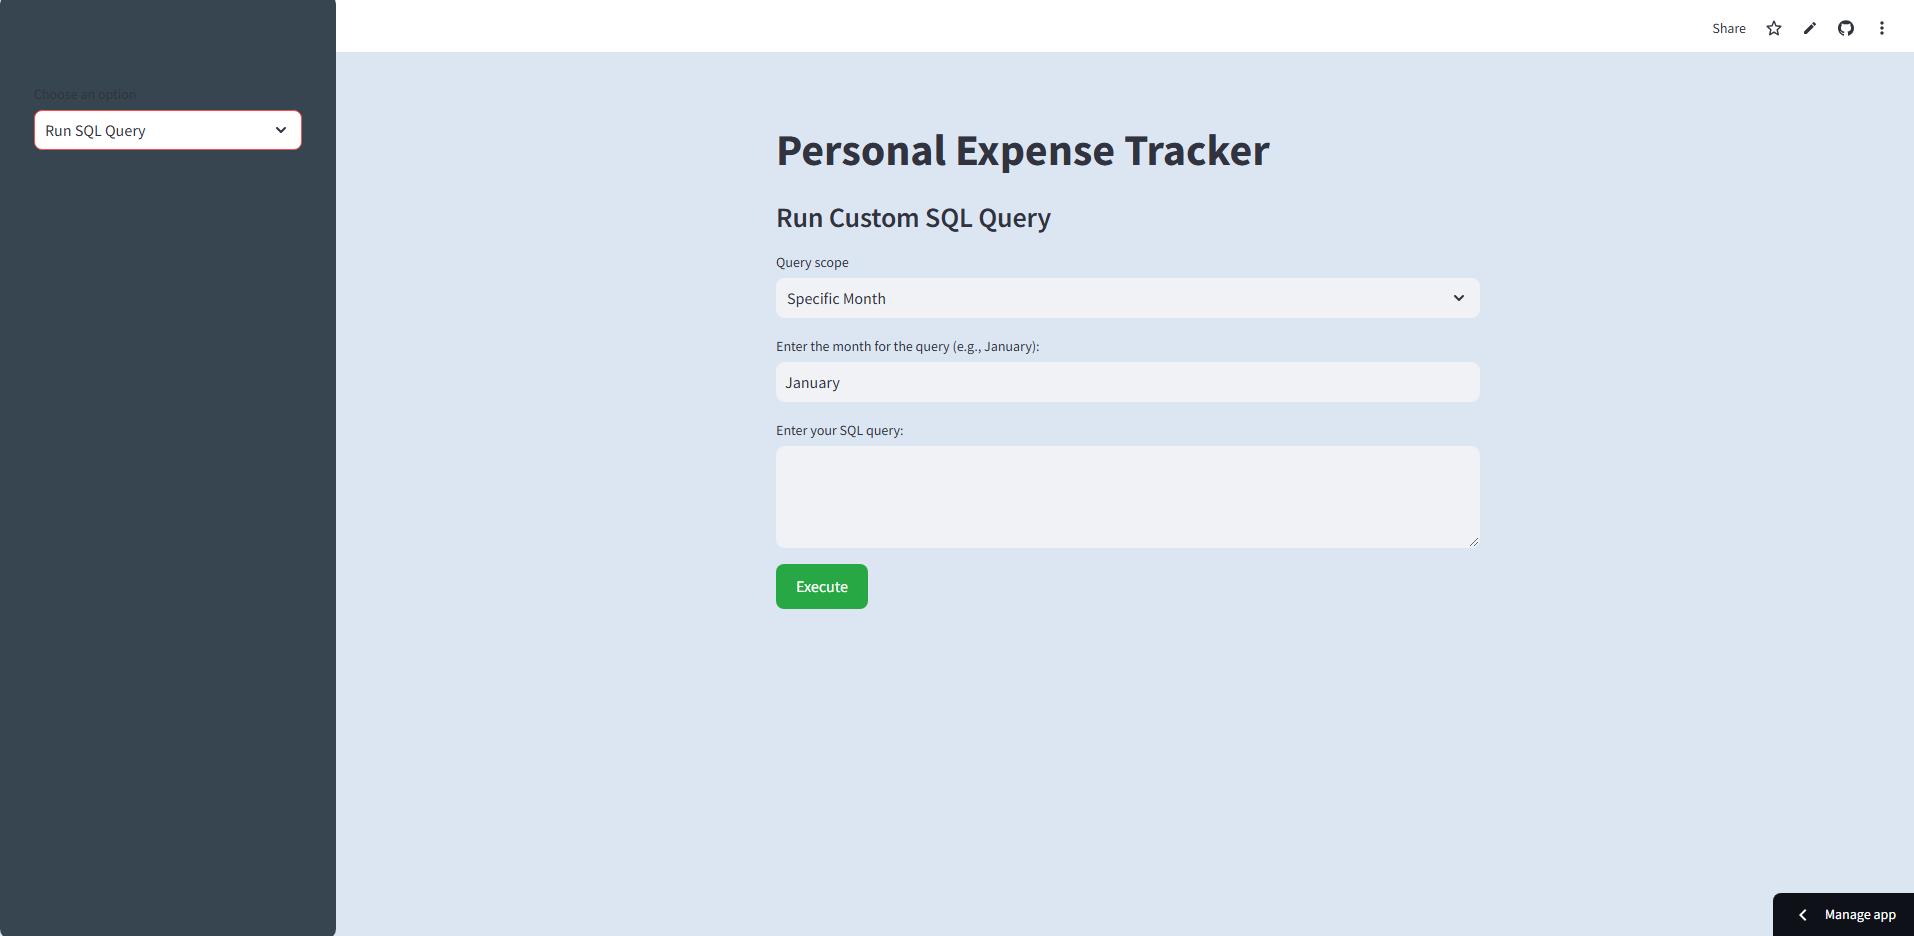 Share
Choose an option
Run SQL Query
Personal Expense Tracker
Run Custom SQL Query
Query scope
Specific Month
Enter the month for the query (e.g., January):
January
Enter your SQL query:
Execute
Manage app